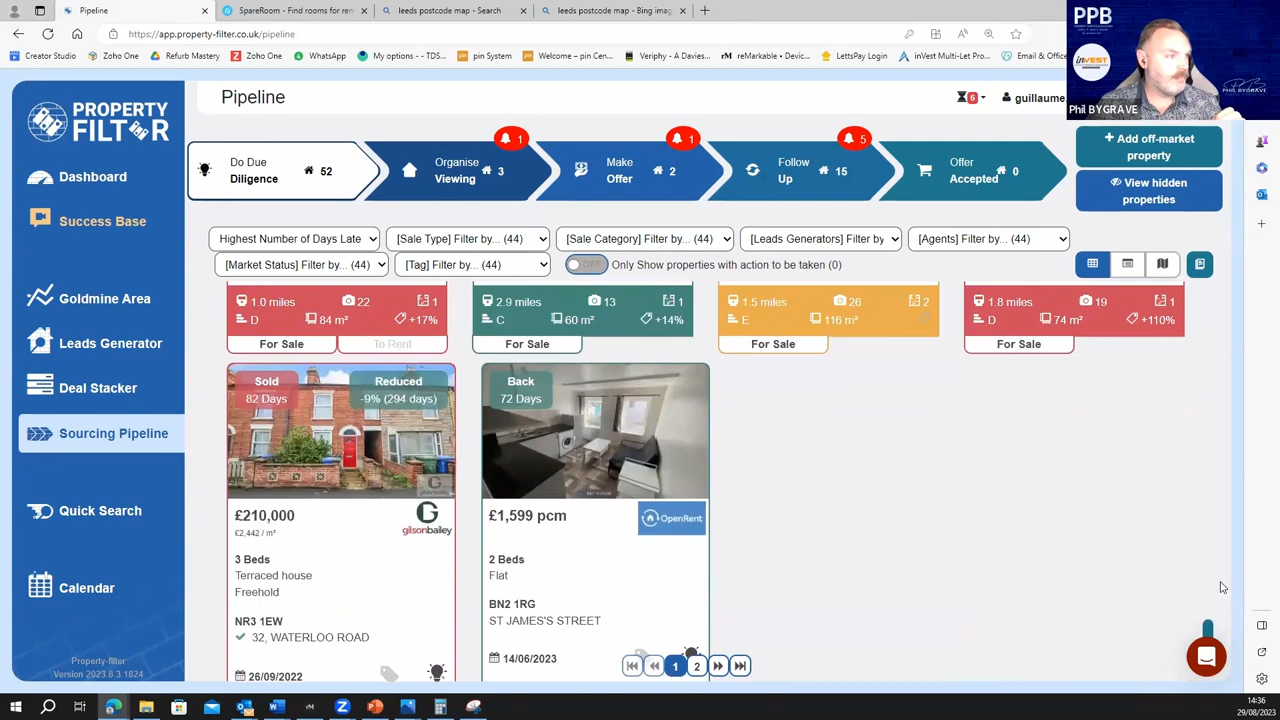 Pipeline
SpareRoom - Find rooms for ren
leeds postcode map - Search
leeds postcode map - Bing imag
https://app.property-filter.co.uk/pipeline
Creator Studio
Zoho One
Refurb Mastery
Zoho One
WhatsApp
My options - - TDS...
pin System
Welcome – pin Cen...
Veriphy - A Davies...
reMarkable | Devic...
LettsPay Login
inVest Multi-Let Pro...
Email & Office
PPB
inVEST
PHIL BYGRAVE
Phil BYGRAVE
PROPERTY
FILTER
Pipeline
6
guillaume
Dashboard
Success Base
Goldmine Area
Leads Generator
Deal Stacker
Sourcing Pipeline
Quick Search
Calendar
Property-filter
Version 2023.8.3.1824
Do Due
Diligence
52
1
Organise
Viewing
3
1
Make
Offer
2
5
Follow
Up
15
Offer
Accepted
0
+ Add off-market
property
View hidden
properties
Highest Number of Days Late
[Sale Type] Filter by... (44)
[Sale Category] Filter by... (44)
[Leads Generators] Filter by
[Agents] Filter by... (44)
[Market Status] Filter by... (44)
[Tag] Filter by... (44)
OFF
Only Show properties with action to be taken (0)
1.0 miles
22
1
D
84 m²
+17%
For Sale
To Rent
2.9 miles
13
1
C
60 m²
+14%
For Sale
1.5 miles
26
2
E
116 m²
For Sale
1.8 miles
19
1
D
74 m²
+110%
For Sale
Sold
82 Days
Reduced
-9% (294 days)
£210,000
£2,442 / m²
gilsonbailey
3 Beds
Terraced house
Freehold
NR3 1EW
32, WATERLOO ROAD
26/09/2022
Back
72 Days
£1,599 pcm
OpenRent
2 Beds
Flat
BN2 1RG
ST JAMES'S STREET
14/06/2023
1
2
14:36
29/08/2023